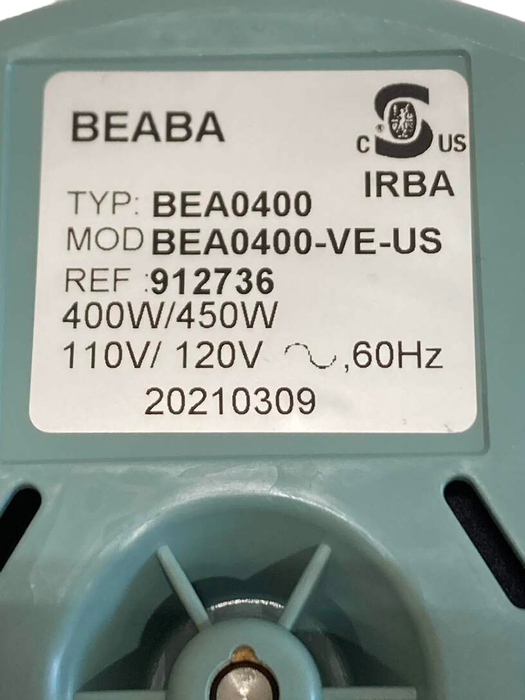 BEABA
C ® US
IRBA
TYP: BEA0400
MOD BEA0400-VE-US
REF :912736
400W/450W
110V/ 120V ∿,60Hz
20210309